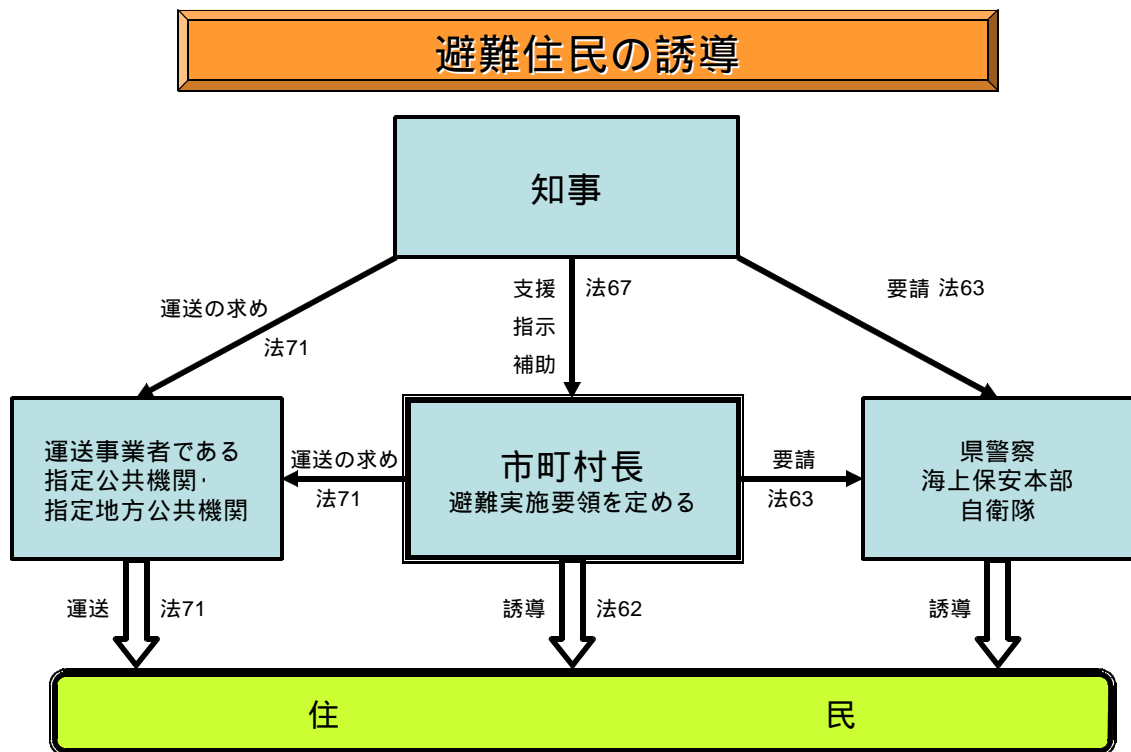 避難住民の誘導
知事
運送の求め
法71
支援
法67
指示
補助
要請 法63
運送事業者である
指定公共機関・
指定地方公共機関
運送の求め
法71
市町村長
避難実施要領を定める
要請
法63
県警察
海上保安本部
自衛隊
運送
法71
誘導
法62
誘導
住 民